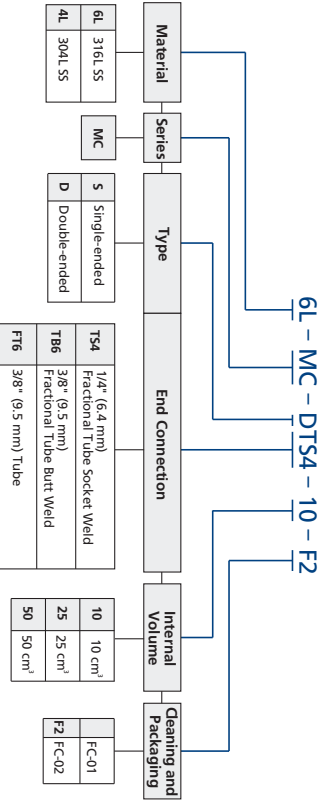 6L – MC – DTS4 – 10 – F2
Material
6L 316L SS
4L 304L SS
Series
MC
Type
S Single-ended
D Double-ended
End Connection
TS4 1/4" (6.4 mm)
Fractional Tube Socket Weld
TB6 3/8" (9.5 mm)
Fractional Tube Butt Weld
FT6 3/8" (9.5 mm) Tube
Internal
Volume
10 10 cm³
25 25 cm³
50 50 cm³
Cleaning and
Packaging
FC-01
F2 FC-02